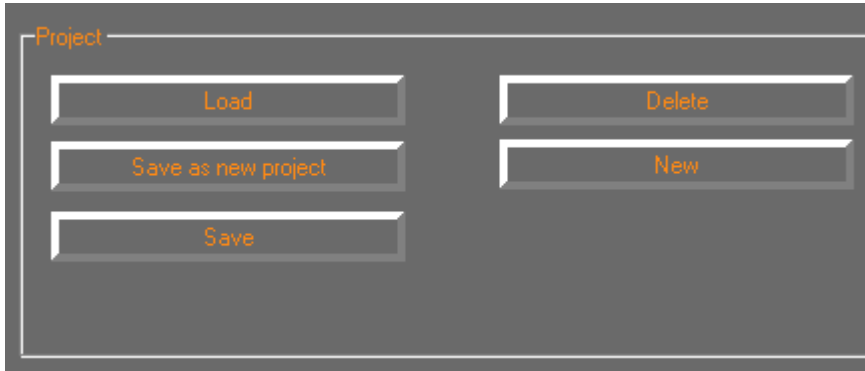 Project
Load
Delete
Save as new project
New
Save